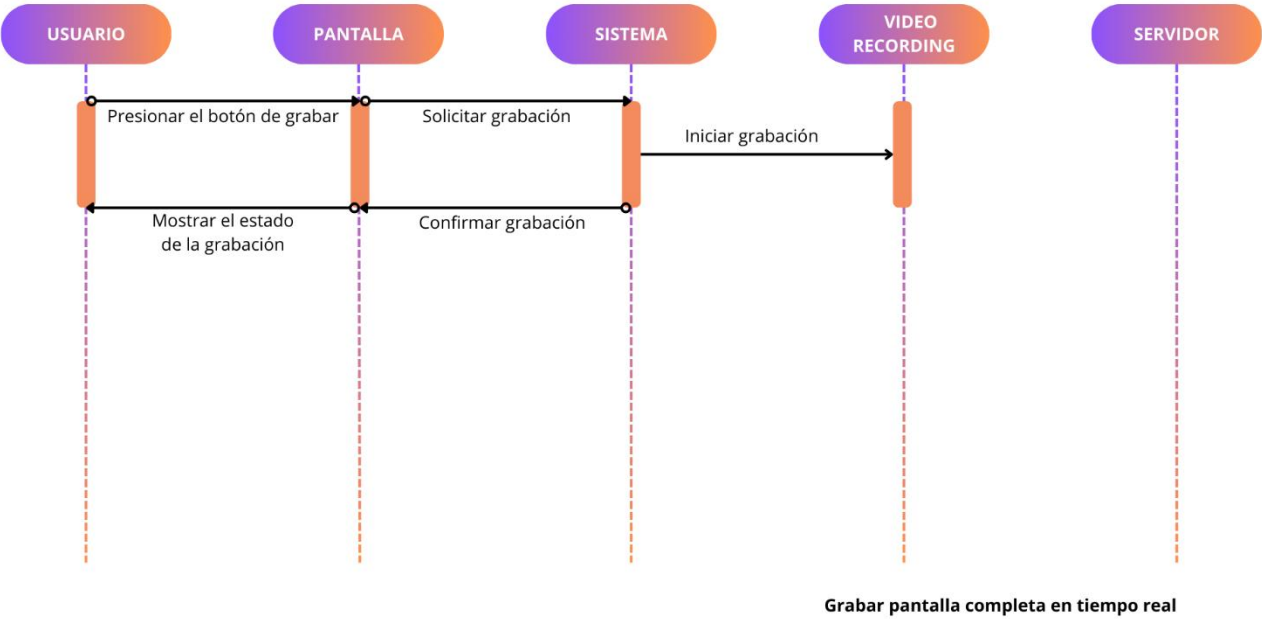 USUARIO
PANTALLA
SISTEMA
VIDEO
RECORDING
SERVIDOR
Presionar el botón de grabar
Solicitar grabación
Iniciar grabación
Mostrar el estado
de la grabación
Confirmar grabación
Grabar pantalla completa en tiempo real